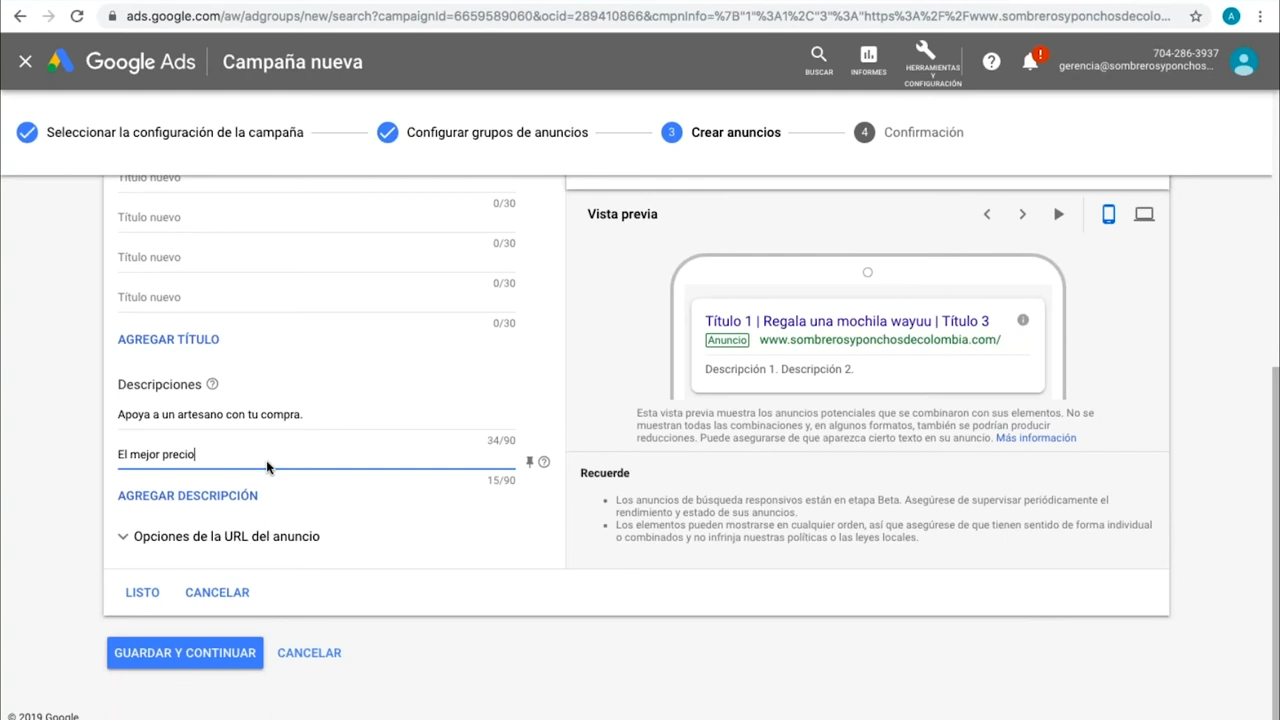 ads.google.com/aw/adgroups/new/search?campaignId=6659589060&ocid=289410866&cmpnInfo=%7B"1"%3A1%2C"3"%3A"https%3A%2F%2Fwww.sombrerosyponchosdecolo...
A
Google Ads
Campaña nueva
BUSCAR
INFORMES
HERRAMIENTAS
Y
CONFIGURACIÓN
704-286-3937
gerencia@sombrerosyponchos...
Seleccionar la configuración de la campaña
Configurar grupos de anuncios
3 Crear anuncios
4 Confirmación
Título nuevo
0/30
Título nuevo
0/30
Título nuevo
0/30
Título nuevo
0/30
AGREGAR TÍTULO
Descripciones
Apoya a un artesano con tu compra.
34/90
El mejor precio
15/90
AGREGAR DESCRIPCIÓN
Opciones de la URL del anuncio
LISTO CANCELAR
GUARDAR Y CONTINUAR CANCELAR
© 2019 Google
Vista previa
Título 1 | Regala una mochila wayuu | Título 3
Anuncio www.sombrerosyponchosdecolombia.com/
Descripción 1. Descripción 2.
Esta vista previa muestra los anuncios potenciales que se combinaron con sus elementos. No se
muestran todas las combinaciones y, en algunos formatos, también se podrían producir
reducciones. Puede asegurarse de que aparezca cierto texto en su anuncio. Más información
Recuerde
Los anuncios de búsqueda responsivos están en etapa Beta. Asegúrese de supervisar periódicamente el
rendimiento y estado de sus anuncios.
Los elementos pueden mostrarse en cualquier orden, así que asegúrese de que tienen sentido de forma individual
o combinados y no infrinja nuestras políticas o las leyes locales.